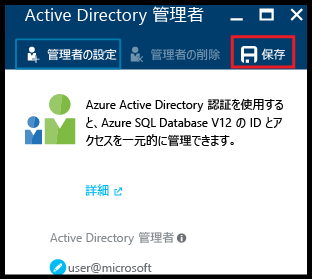 Active Directory 管理者
管理者の設定 管理者の削除 保存
Azure Active Directory 認証を使用する
と、Azure SQL Database V12 の ID とア
クセスを一元的に管理できます。
詳細
Active Directory 管理者
user@microsoft